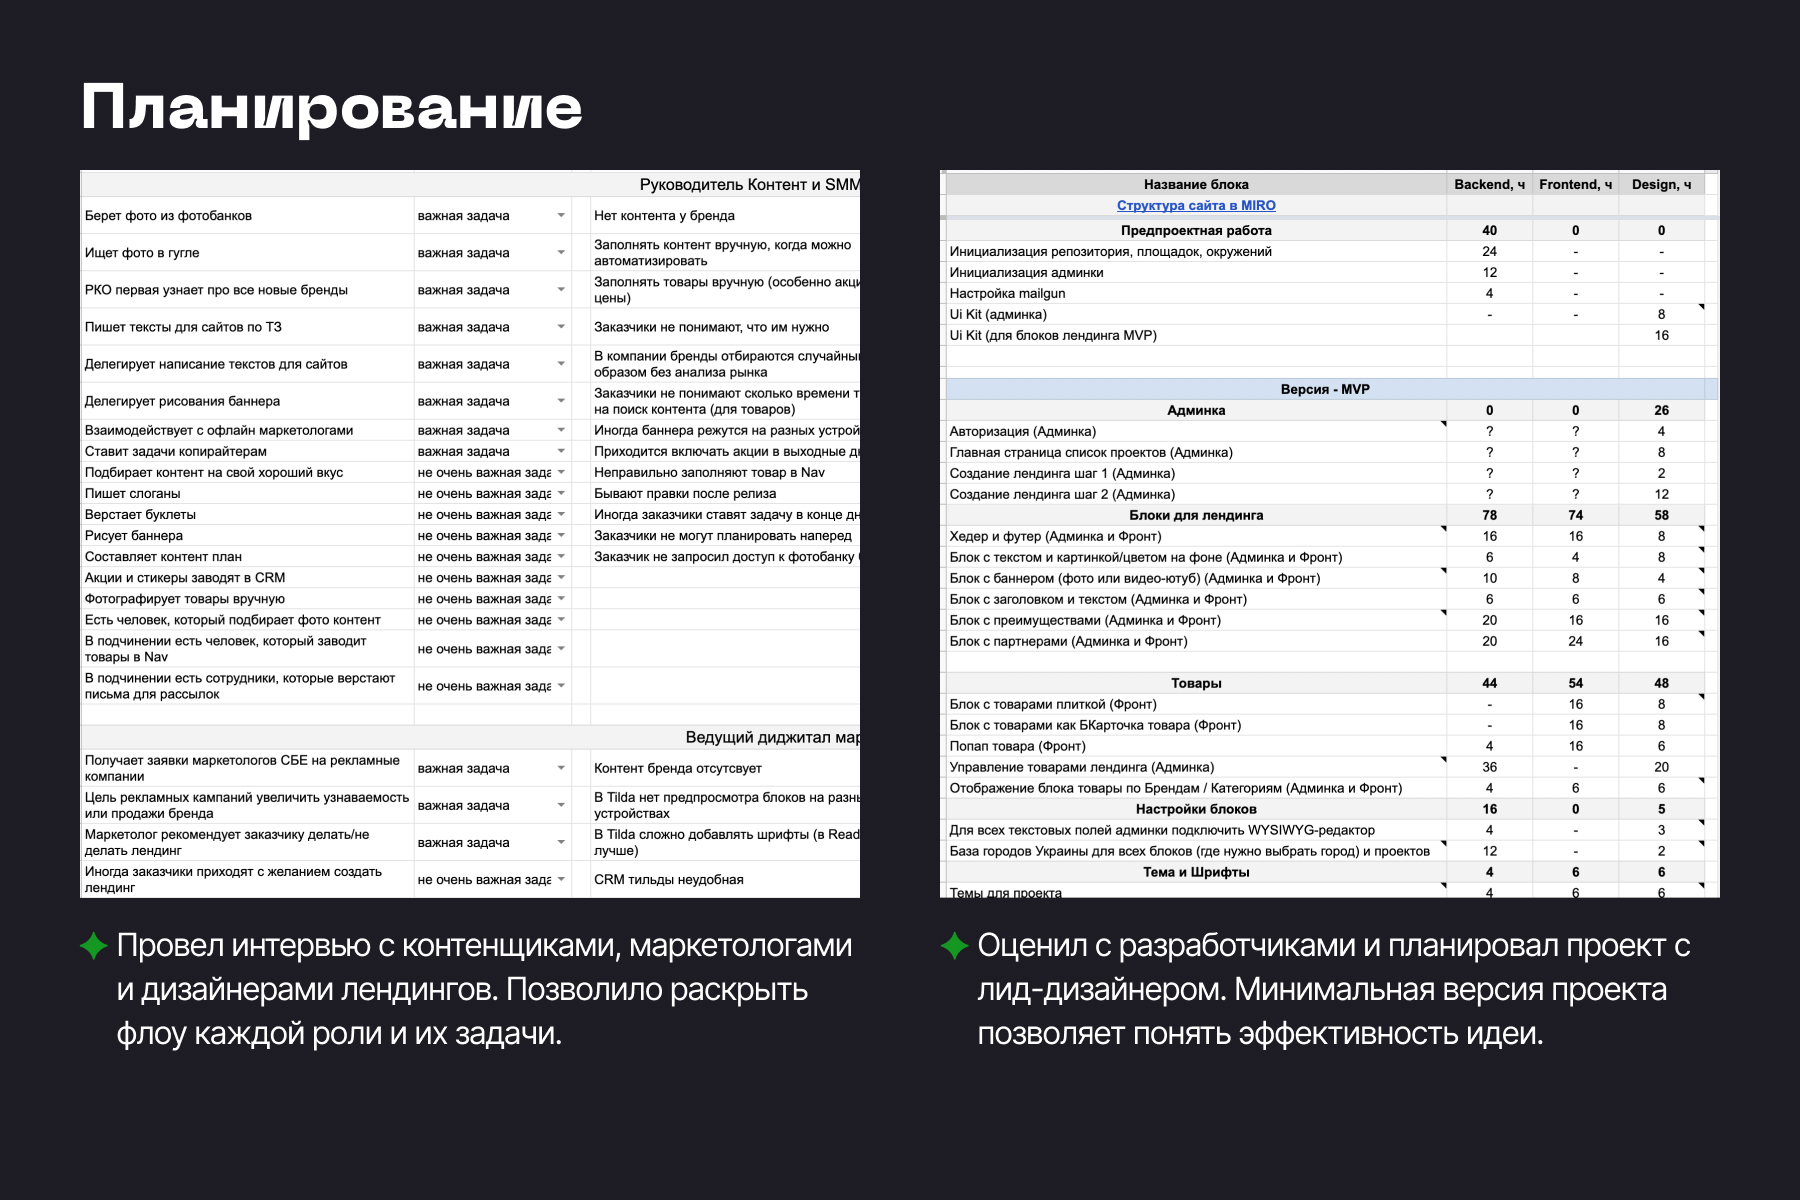 Планирование
Руководитель Контент и SMM
Берет фото из фотобанков важная задача Нет контента у бренда
Ищет фото в гугле важная задача Заполнять контент вручную, когда можно
автоматизировать
РКО первая узнает про все новые бренды важная задача Заполнять товары вручную (особенно акци
цены)
Пишет тексты для сайтов по ТЗ важная задача Заказчики не понимают, что им нужно
Делегирует написание текстов для сайтов важная задача В компании бренды отбираются случайны
образом без анализа рынка
Делегирует рисования баннера важная задача Заказчики не понимают сколько времени т
на поиск контента (для товаров)
Взаимодействует с офлайн маркетологами важная задача Иногда баннера режутся на разных устрой
Ставит задачи копирайтерам важная задача Приходится включать акции в выходные д
Подбирает контент на свой хороший вкус не очень важная зада Неправильно заполняют товар в Nav
Пишет слоганы не очень важная зада Бывают правки после релиза
Верстает буклеты не очень важная зада Иногда заказчики ставят задачу в конце дн
Рисует баннера не очень важная зада Заказчики не могут планировать наперед
Составляет контент план не очень важная зада Заказчик не запросил доступ к фотобанку
Акции и стикеры заводят в CRM не очень важная зада
Фотографирует товары вручную не очень важная зада
Есть человек, который подбирает фото контент не очень важная зада
В подчинении есть человек, который заводит
товары в Nav не очень важная зада
В подчинении есть сотрудники, которые верстают
письма для рассылок не очень важная зада
Ведущий диджитал мар
Получает заявки маркетологов СБЕ на рекламные
компании важная задача Контент бренда отсутсвует
Цель рекламных кампаний увеличить узнаваемость
или продажи бренда важная задача В Tilda нет предпросмотра блоков на разн
устройствах
Маркетолог рекомендует заказчику делать/не
делать лендинг важная задача В Tilda сложно добавлять шрифты (в Read
лучше)
Иногда заказчики приходят с желанием создать
лендинг не очень важная зада CRM тильды неудобная
Название блока Backend, ч Frontend, ч Design, ч
Структура сайта в MIRO
Предпроектная работа 40 0 0
Инициализация репозитория, площадок, окружений 24 - -
Инициализация админки 12 - -
Настройка mailgun 4 - -
Ui Kit (админка) - - 8
Ui Kit (для блоков лендинга MVP) 16
Версия - MVP
Админка 0 0 26
Авторизация (Админка) ? ? 4
Главная страница список проектов (Админка) ? ? 8
Создание лендинга шаг 1 (Админка) ? ? 2
Создание лендинга шаг 2 (Админка) ? ? 12
Блоки для лендинга 78 74 58
Хедер и футер (Админка и Фронт) 16 16 8
Блок с текстом и картинкой/цветом на фоне (Админка и Фронт) 6 4 8
Блок с баннером (фото или видео-ютуб) (Админка и Фронт) 10 8 4
Блок с заголовком и текстом (Админка и Фронт) 6 6 6
Блок с преимуществами (Админка и Фронт) 20 16 16
Блок с партнерами (Админка и Фронт) 20 24 16
Товары 44 54 48
Блок с товарами плиткой (Фронт) - 16 8
Блок с товарами как БКарточка товара (Фронт) - 16 8
Попап товара (Фронт) 4 16 6
Управление товарами лендинга (Админка) 36 - 20
Отображение блока товары по Брендам / Категориям (Админка и Фронт) 4 6 6
Настройки блоков 16 0 5
Для всех текстовых полей админки подключить WYSIWYG-редактор 4 - 3
База городов Украины для всех блоков (где нужно выбрать город) и проектов 12 - 2
Тема и Шрифты 4 6 6
Темы для проекта 4 6 6
Провел интервью с контенщиками, маркетологами
и дизайнерами лендингов. Позволило раскрыть
флоу каждой роли и их задачи.
Оценил с разработчиками и планировал проект с
лид-дизайнером. Минимальная версия проекта
позволяет понять эффективность идеи.